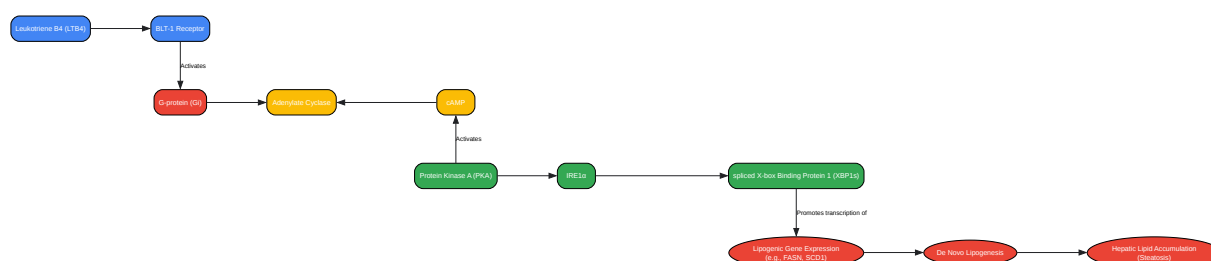 Leukotriene B4 (LTB4)
BLT-1 Receptor
Activates
G-protein (Gi)
Adenylate Cyclase
cAMP
Activates
Protein Kinase A (PKA)
IRE1α
spliced X-box Binding Protein 1 (XBP1s)
Promotes transcription of
Lipogenic Gene Expression
(e.g., FASN, SCD1)
De Novo Lipogenesis
Hepatic Lipid Accumulation
(Steatosis)